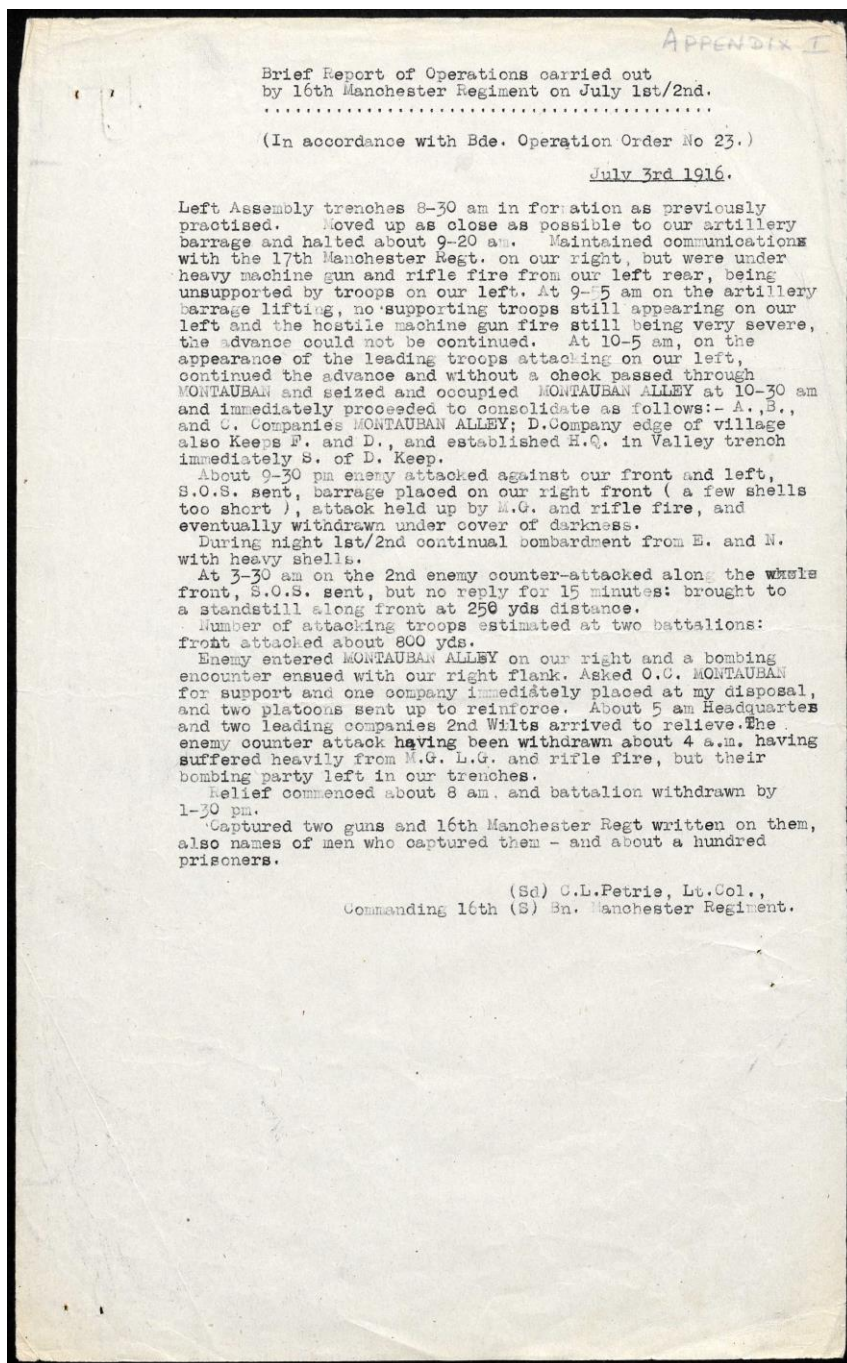 APPENDIX I
Brief Report of Operations carried out
by 16th Manchester Regiment on July 1st/2nd.
(In accordance with Bde. Operation Order No 23.)
July 3rd 1916.
Left Assembly trenches 8-30 am in formation as previously
practised. Moved up as close as possible to our artillery
barrage and halted about 9-20 am. Maintained communications
with the 17th Manchester Regt. on our right, but were under
heavy machine gun and rifle fire from our left rear, being
unsupported by troops on our left. At am on the artillery
barrage lifting, no supporting troops still appearing on our
left and the hostile machine gun fire still being very severe,
the advance could not be continued. At 10-5 am, on the
appearance of the leading troops attacking on our left,
continued the advance and without a check passed through
MONTAUBAN and seized and occupied MONTAUBAN ALLEY at 10-30 am
and immediately proceeded to consolidate as follows:- A.,B.,
and C. Companies MONTAUBAN ALLEY; D.Company edge of village
also Keeps F. and D., and established H.Q. in Valley trench
immediately S. of D. Keep.
About 9-30 pm enemy attacked against our front and left,
S.O.S. sent, barrage placed on our right front ( a few shells
too short ), attack held up by M.G. and rifle fire, and
eventually withdrawn under cover of darkness.
During night 1st/2nd continual bombardment from E. and N.
with heavy shells.
At 3-30 am on the 2nd enemy counter-attacked along the whole
front, S.O.S. sent, but no reply for 15 minutes: brought to
a standstill along front at 250 yds distance.
Number of attacking troops estimated at two battalions:
front attacked about 800 yds.
Enemy entered MONTAUBAN ALLEY on our right and a bombing
encounter ensued with our right flank. Asked O.C. MONTAUBAN
for support and one company immediately placed at my disposal,
and two platoons sent up to reinforce. About 5 am Headquartes
and two leading companies 2nd Wilts arrived to relieve.The
enemy counter attack having been withdrawn about 4 a.m. having
suffered heavily from M.G. L.G. and rifle fire, but their
bombing party left in our trenches.
Relief commenced about 8 am, and battalion withdrawn by
1-30 pm.
Captured two guns and 16th Manchester Regt written on them,
also names of men who captured them - and about a hundred
prisoners.
(Sd) C.L.Petrie, Lt.Col.,
Commanding 16th (S) Bn. Manchester Regiment.